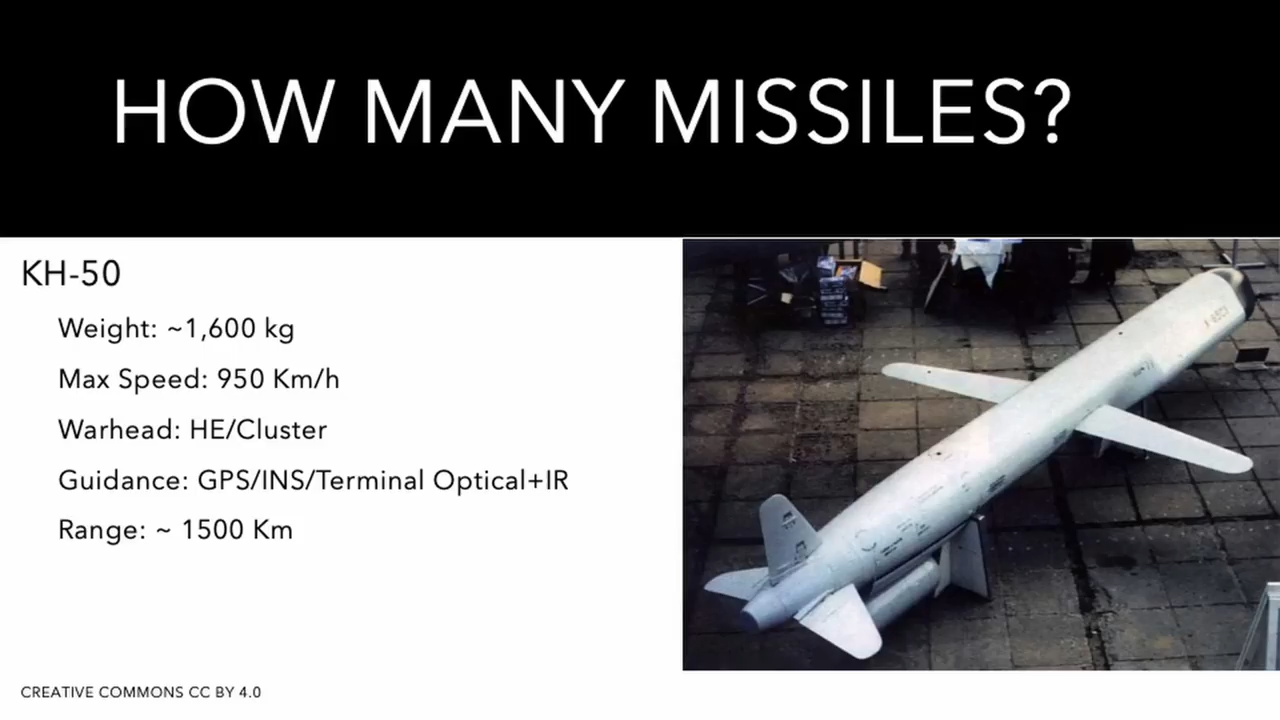 HOW MANY MISSILES?
KH-50
Weight: ~1,600 kg
Max Speed: 950 Km/h
Warhead: HE/Cluster
Guidance: GPS/INS/Terminal Optical+IR
Range: ~ 1500 Km
CREATIVE COMMONS CC BY 4.0